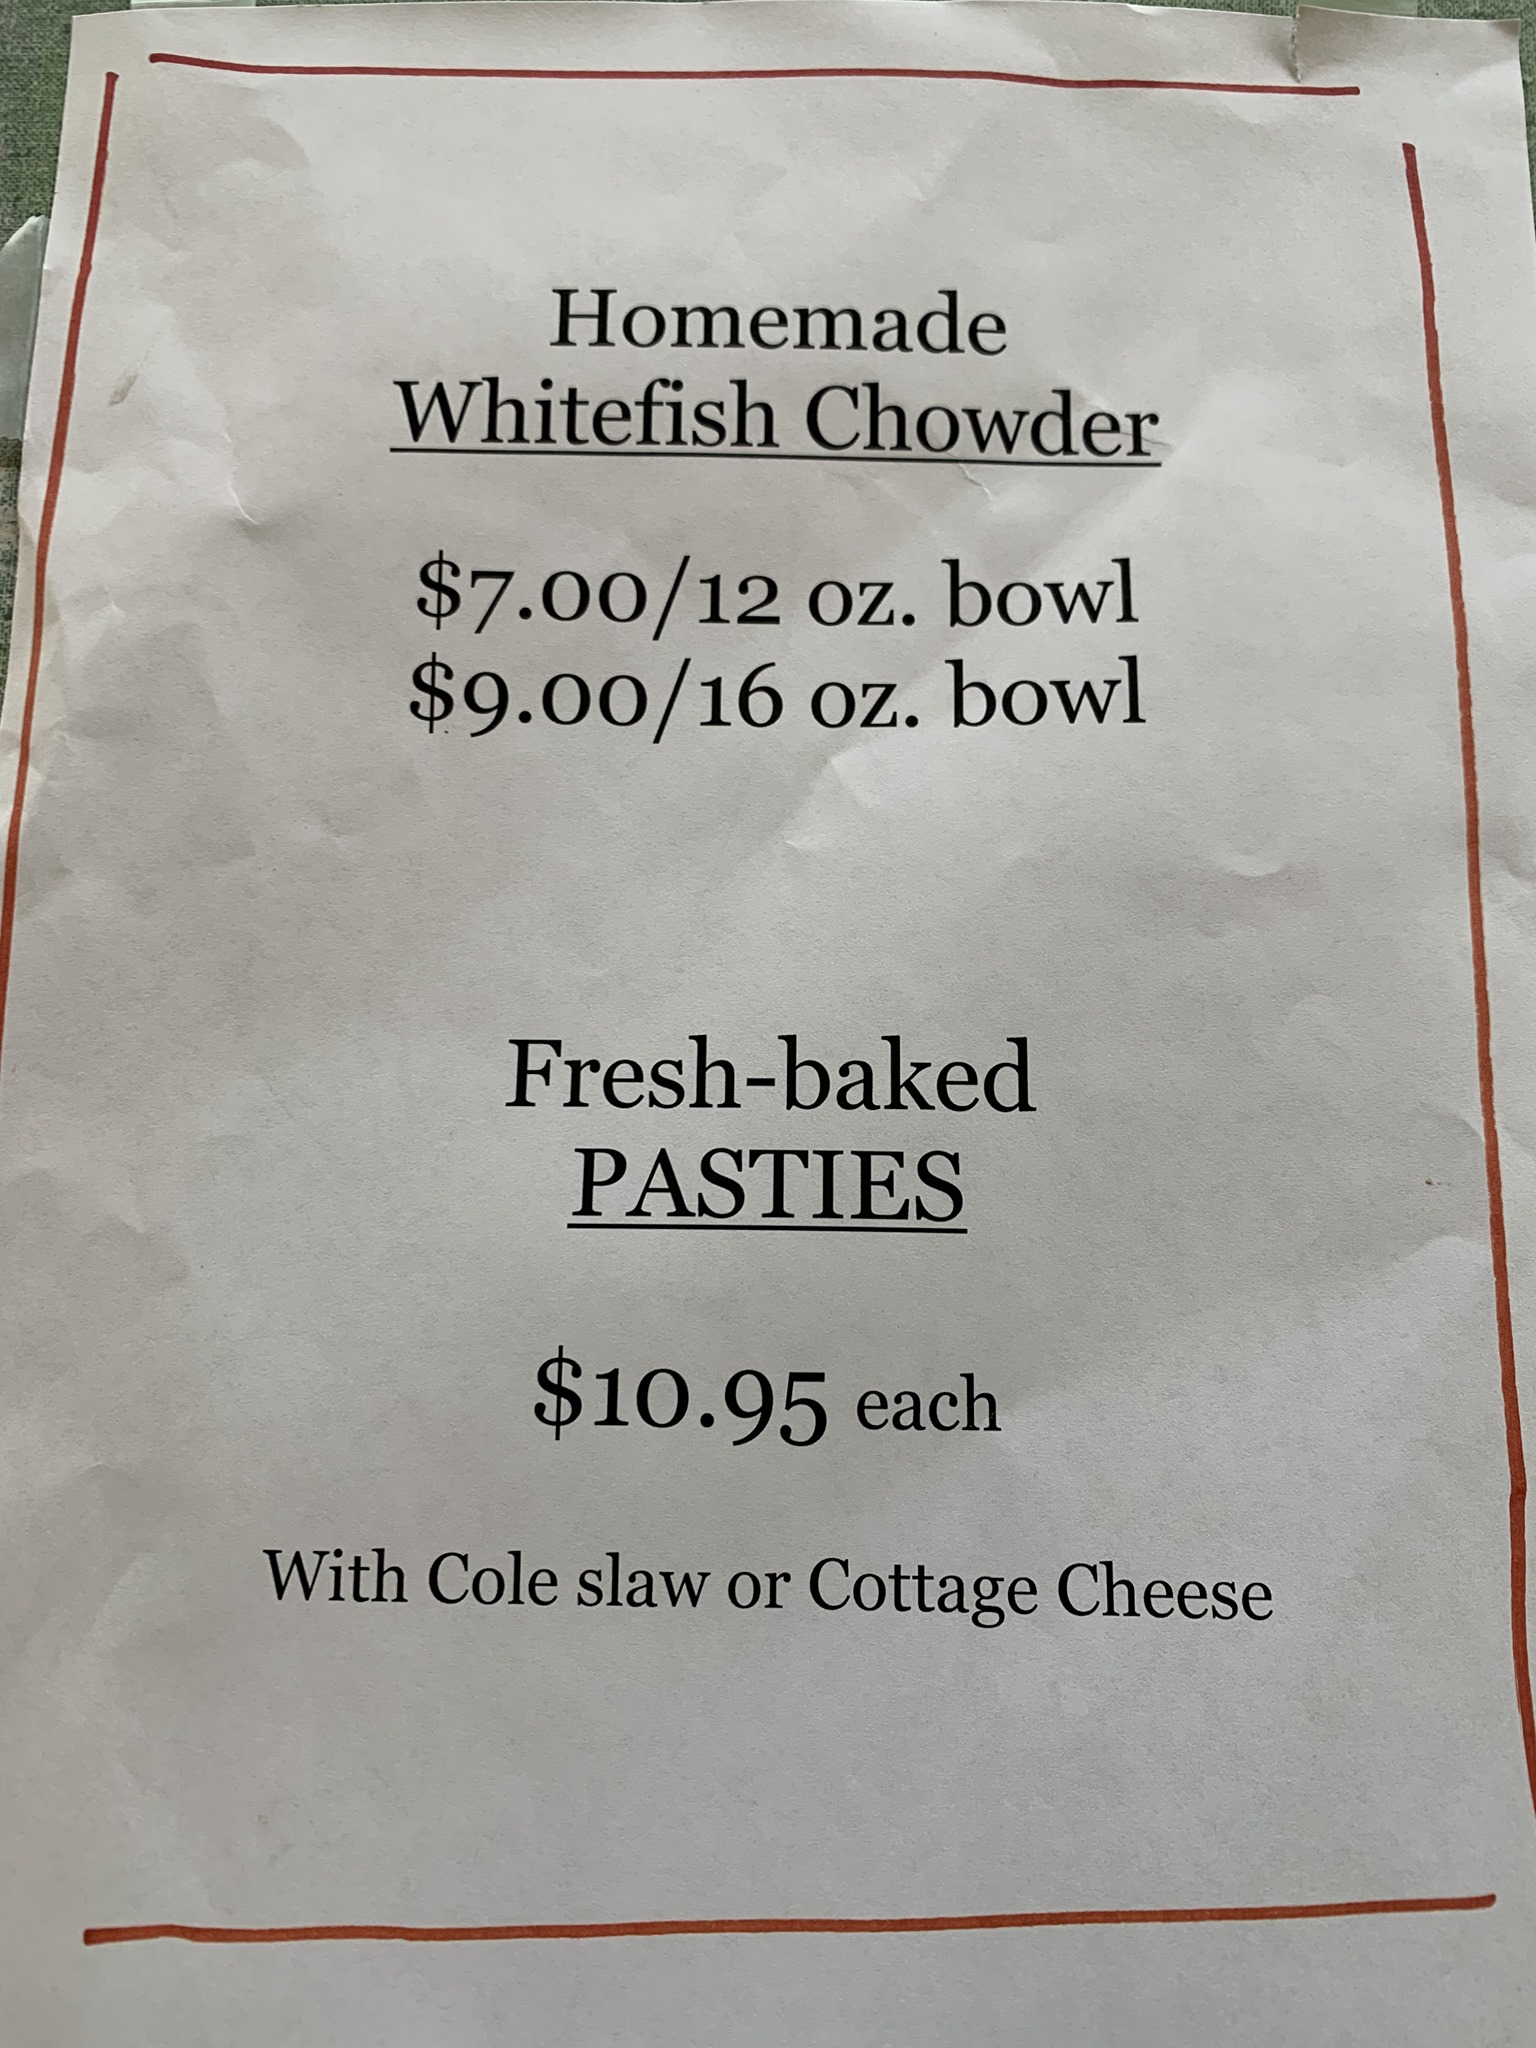 Homemade
Whitefish Chowder
$7.00/12 oz. bowl
$9.00/16 oz. bowl
Fresh-baked
PASTIES
$10.95 each
With Cole slaw or Cottage Cheese